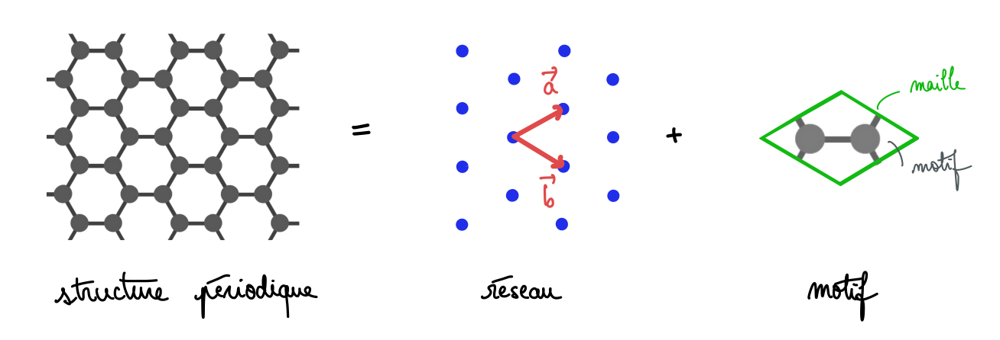 a⃗
b⃗
=
+
maille
motif
structure périodique
réseau
motif